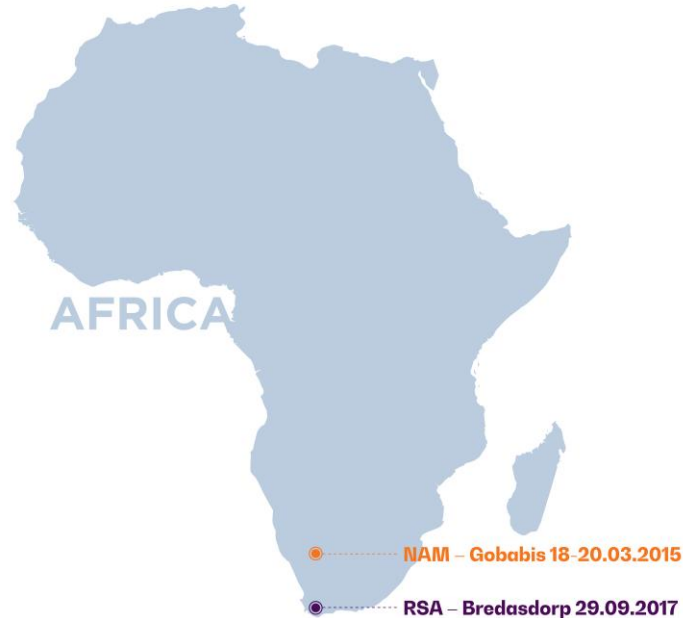 AFRICA
NAM – Gobabis 18-20.03.2015
RSA – Bredasdorp 29.09.2017